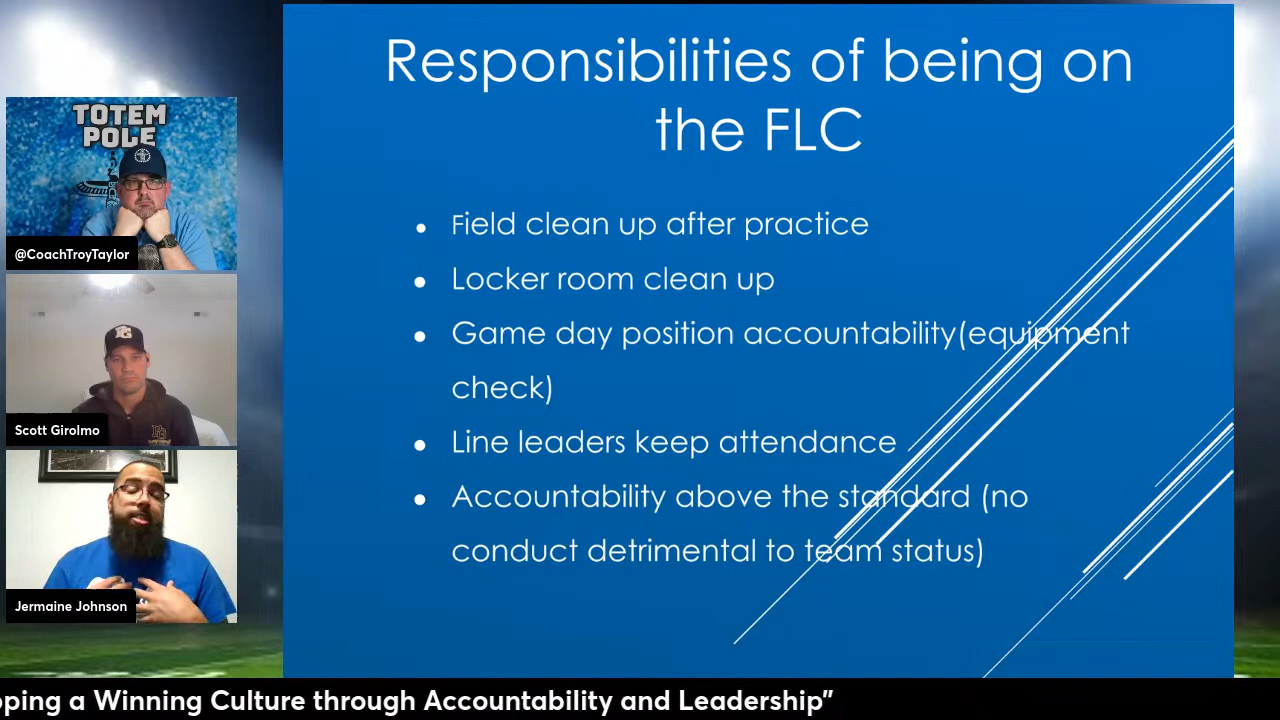 Responsibilities of being on
the FLC
TOTEM
POLE
@CoachTroyTaylor
Scott Girolmo
Jermaine Johnson
● Field clean up after practice
● Locker room clean up
● Game day position accountability(equipment
check)
● Line leaders keep attendance
● Accountability above the standard (no
conduct detrimental to team status)
ping a Winning Culture through Accountability and Leadership”